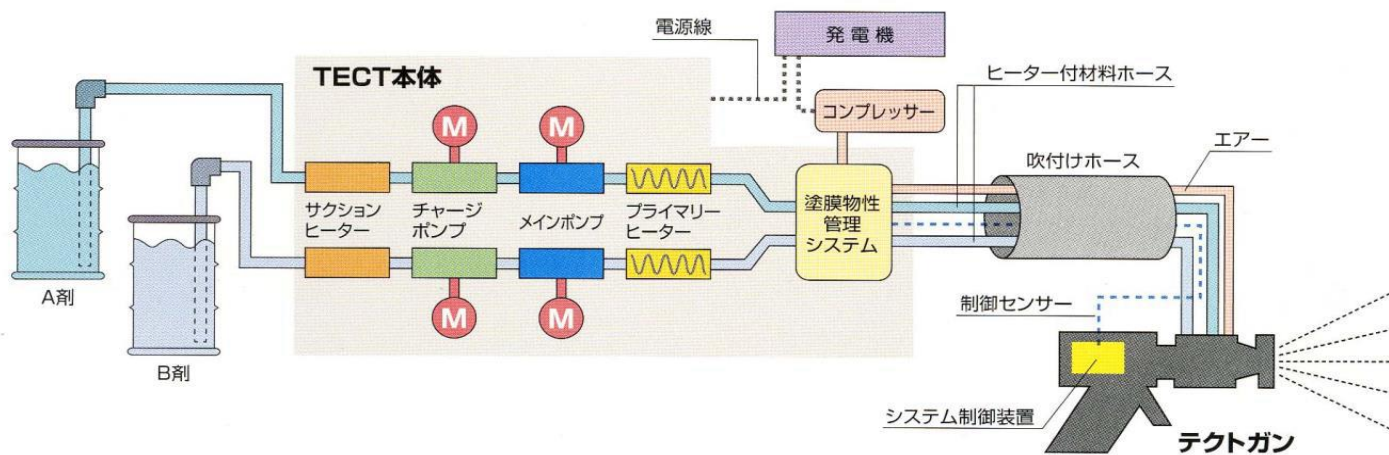 電源線
発電機
TECT本体
ヒーター付材料ホース
コンプレッサー
エアー
M
M
吹付けホース
サクション
ヒーター
チャージ
ポンプ
メインポンプ
プライマリー
ヒーター
塗膜物性
管理
システム
A剤
M
M
制御センサー
B剤
システム制御装置
テクトガン